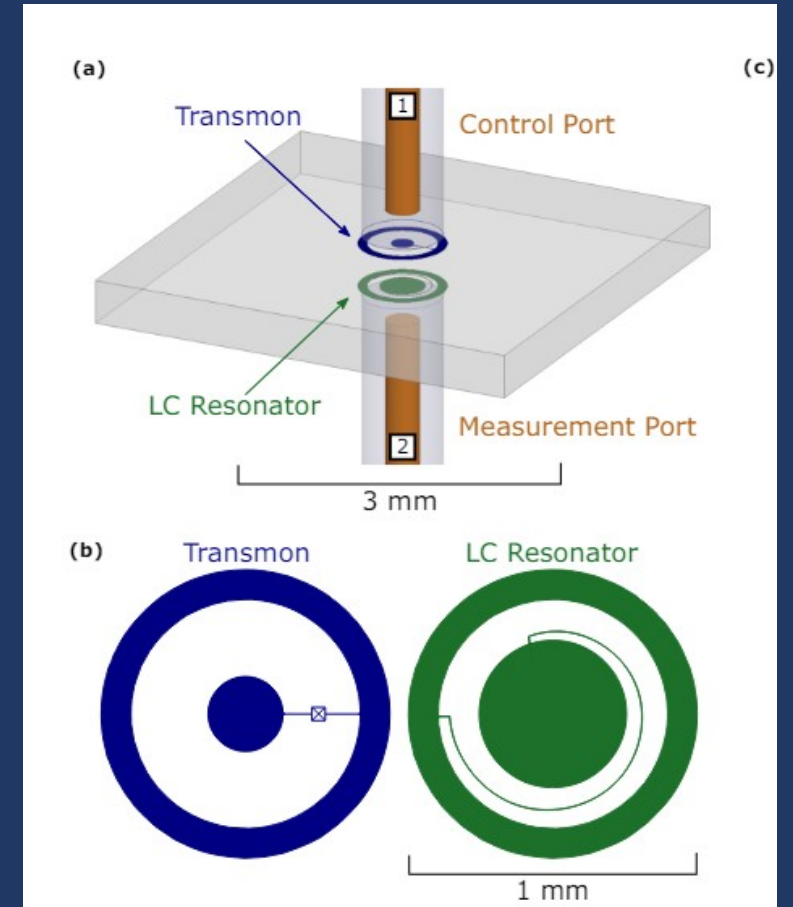 (a)
(c)
1
Transmon
Control Port
LC Resonator
Measurement Port
2
3 mm
(b)
Transmon
LC Resonator
1 mm